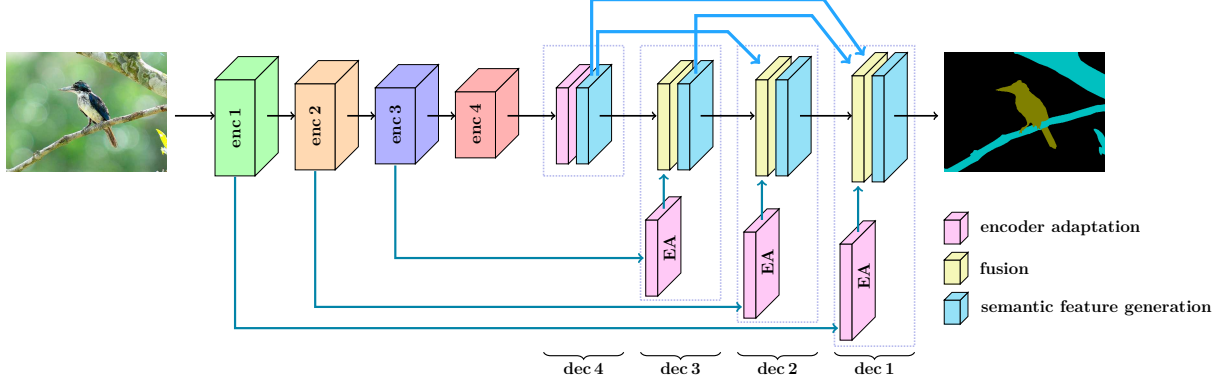 enc 1
enc 2
enc 3
enc 4
EA
EA
EA
encoder adaptation
fusion
semantic feature generation
dec 4
dec 3
dec 2
dec 1